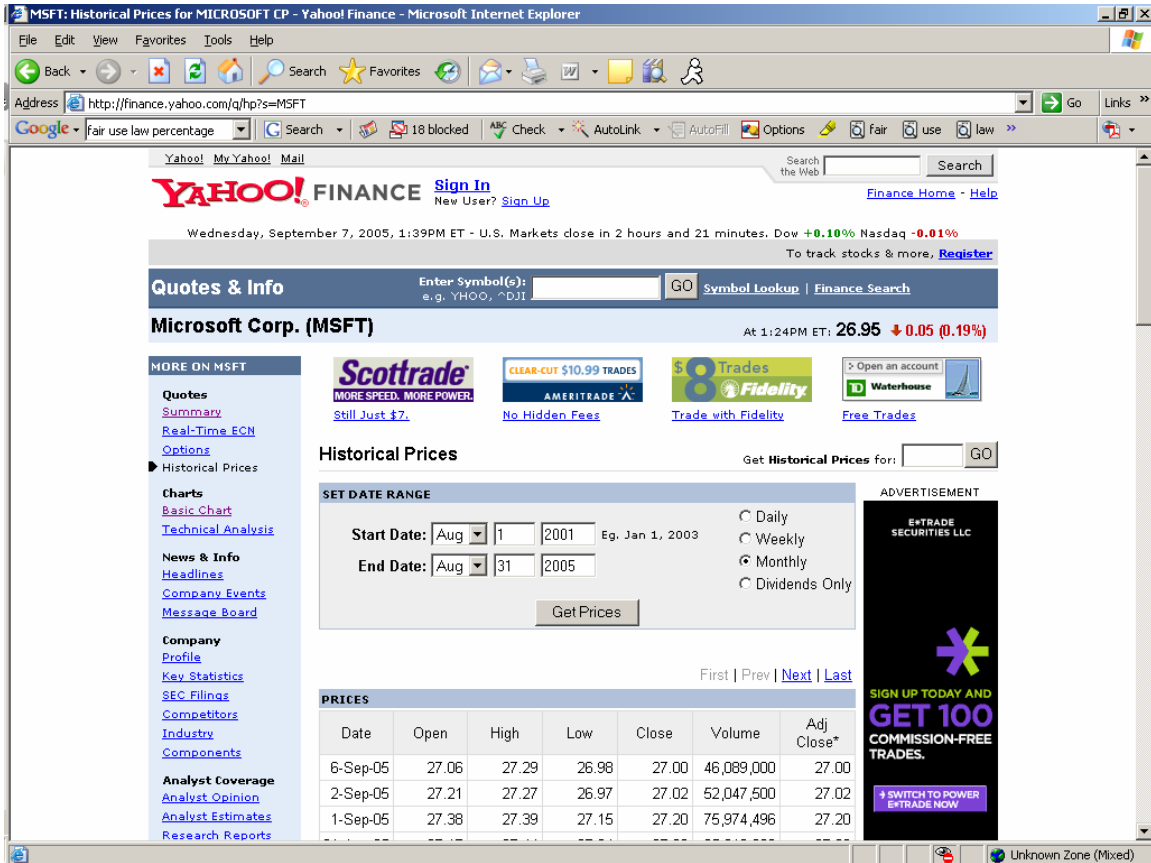 MSFT: Historical Prices for MICROSOFT CP - Yahoo! Finance - Microsoft Internet Explorer
File Edit View Favorites Tools Help
Back Search Favorites
Address http://finance.yahoo.com/q/hp?s=MSFT Go Links »
Google fair use law percentage Search 18 blocked ABC Check AutoLink AutoFill Options fair use law »
Yahoo! My Yahoo! Mail
Search the Web Search
YAHOO! FINANCE Sign In
New User? Sign Up
Finance Home - Help
Wednesday, September 7, 2005, 1:39PM ET - U.S. Markets close in 2 hours and 21 minutes. Dow +0.10% Nasdaq -0.01%
To track stocks & more, Register
Quotes & Info
Enter Symbol(s):
e.g. YHOO, ^DJI
GO Symbol Lookup | Finance Search
Microsoft Corp. (MSFT)
At 1:24PM ET: 26.95 0.05 (0.19%)
MORE ON MSFT
Quotes
Summary
Real-Time ECN
Options
Historical Prices
Charts
Basic Chart
Technical Analysis
News & Info
Headlines
Company Events
Message Board
Company
Profile
Key Statistics
SEC Filings
Competitors
Industry
Components
Analyst Coverage
Analyst Opinion
Analyst Estimates
Research Reports
Scottrade
MORE SPEED. MORE POWER.
Still Just $7.
CLEAR-CUT $10.99 TRADES
AMERITRADE
No Hidden Fees
$8 Trades
Fidelity
Trade with Fidelity
Open an account
TD Waterhouse
Free Trades
Historical Prices
Get Historical Prices for: GO
SET DATE RANGE
Start Date: Aug 1 2001 Eg. Jan 1, 2003
End Date: Aug 31 2005
Daily
Weekly
Monthly
Dividends Only
Get Prices
First | Prev | Next | Last
PRICES
Date Open High Low Close Volume Adj Close*
6-Sep-05 27.06 27.29 26.98 27.00 46,089,000 27.00
2-Sep-05 27.21 27.27 26.97 27.02 52,047,500 27.02
1-Sep-05 27.38 27.39 27.15 27.20 75,974,496 27.20
ADVERTISEMENT
E*TRADE
SECURITIES LLC
SIGN UP TODAY AND
GET 100
COMMISSION-FREE
TRADES.
SWITCH TO POWER
E*TRADE NOW
Unknown Zone (Mixed)